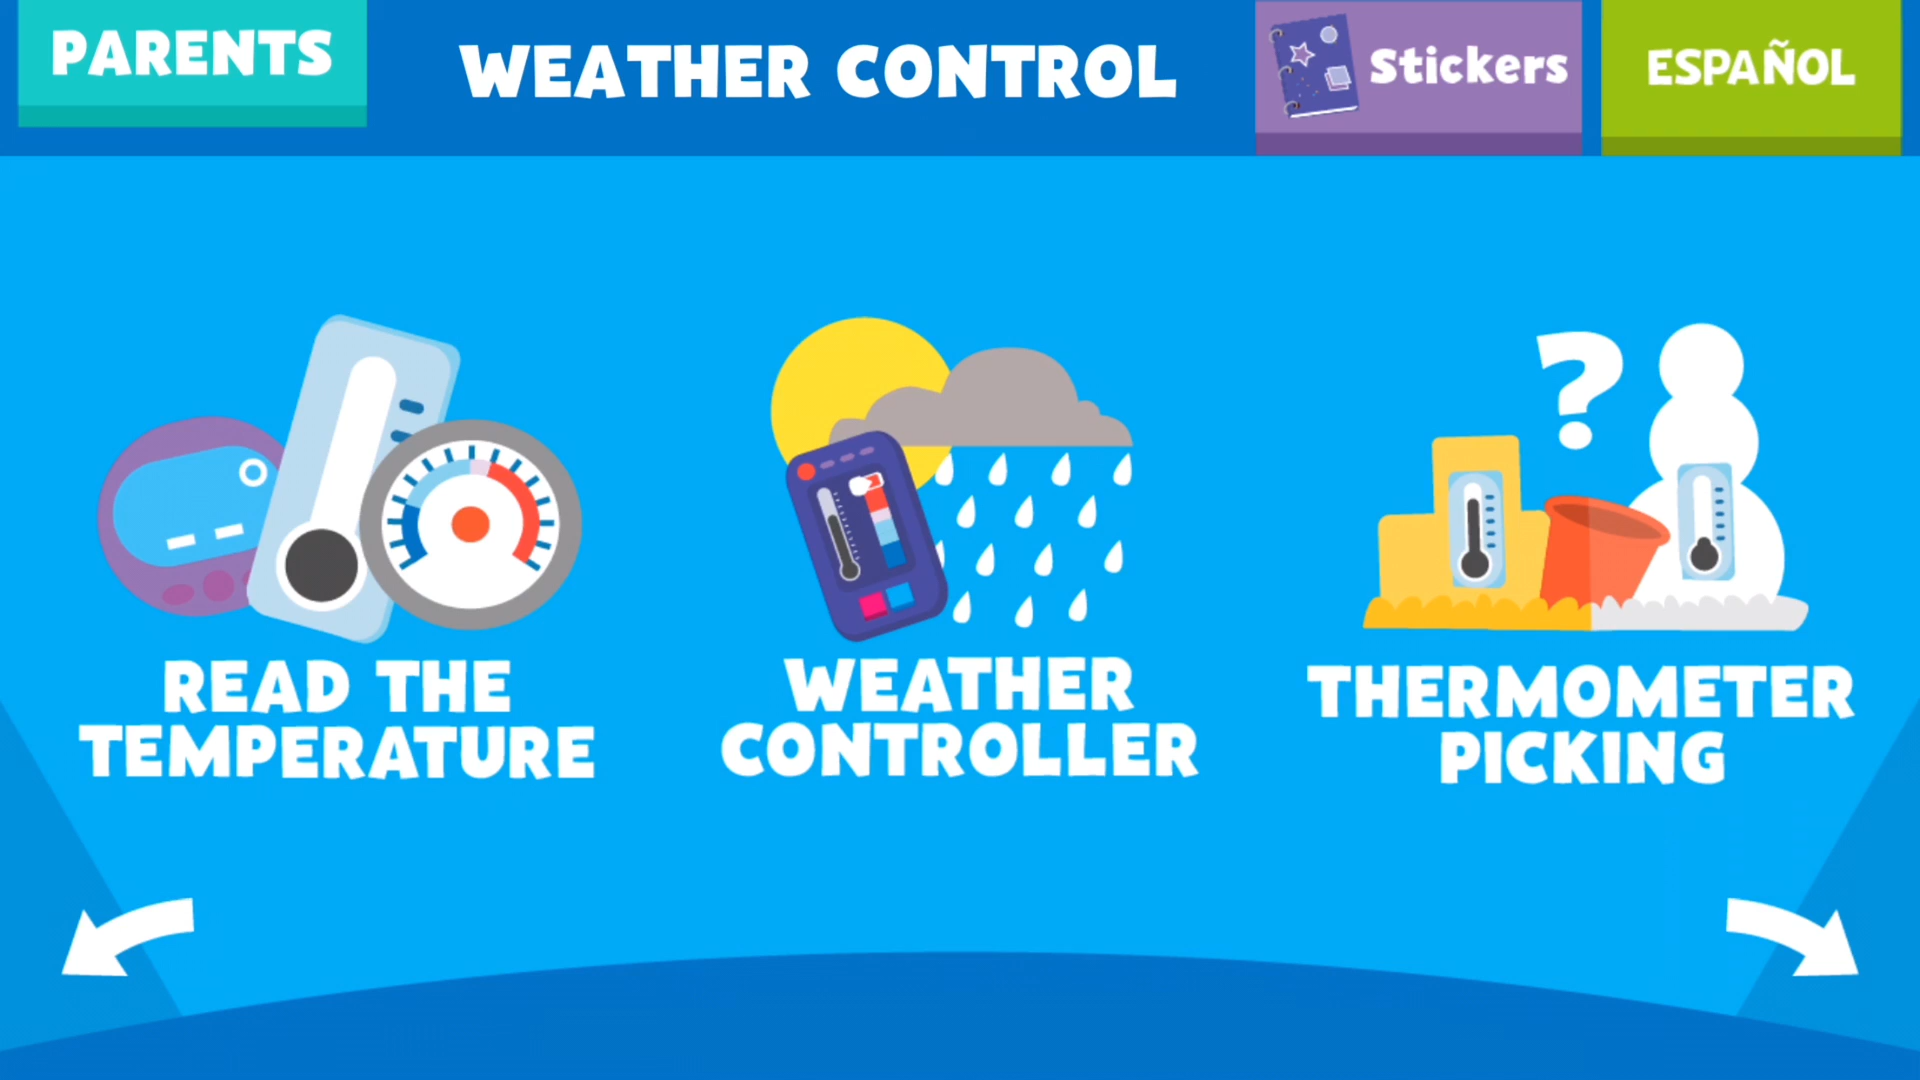 PARENTS
WEATHER CONTROL
Stickers
ESPAÑOL
READ THE
TEMPERATURE
WEATHER
CONTROLLER
?
THERMOMETER
PICKING